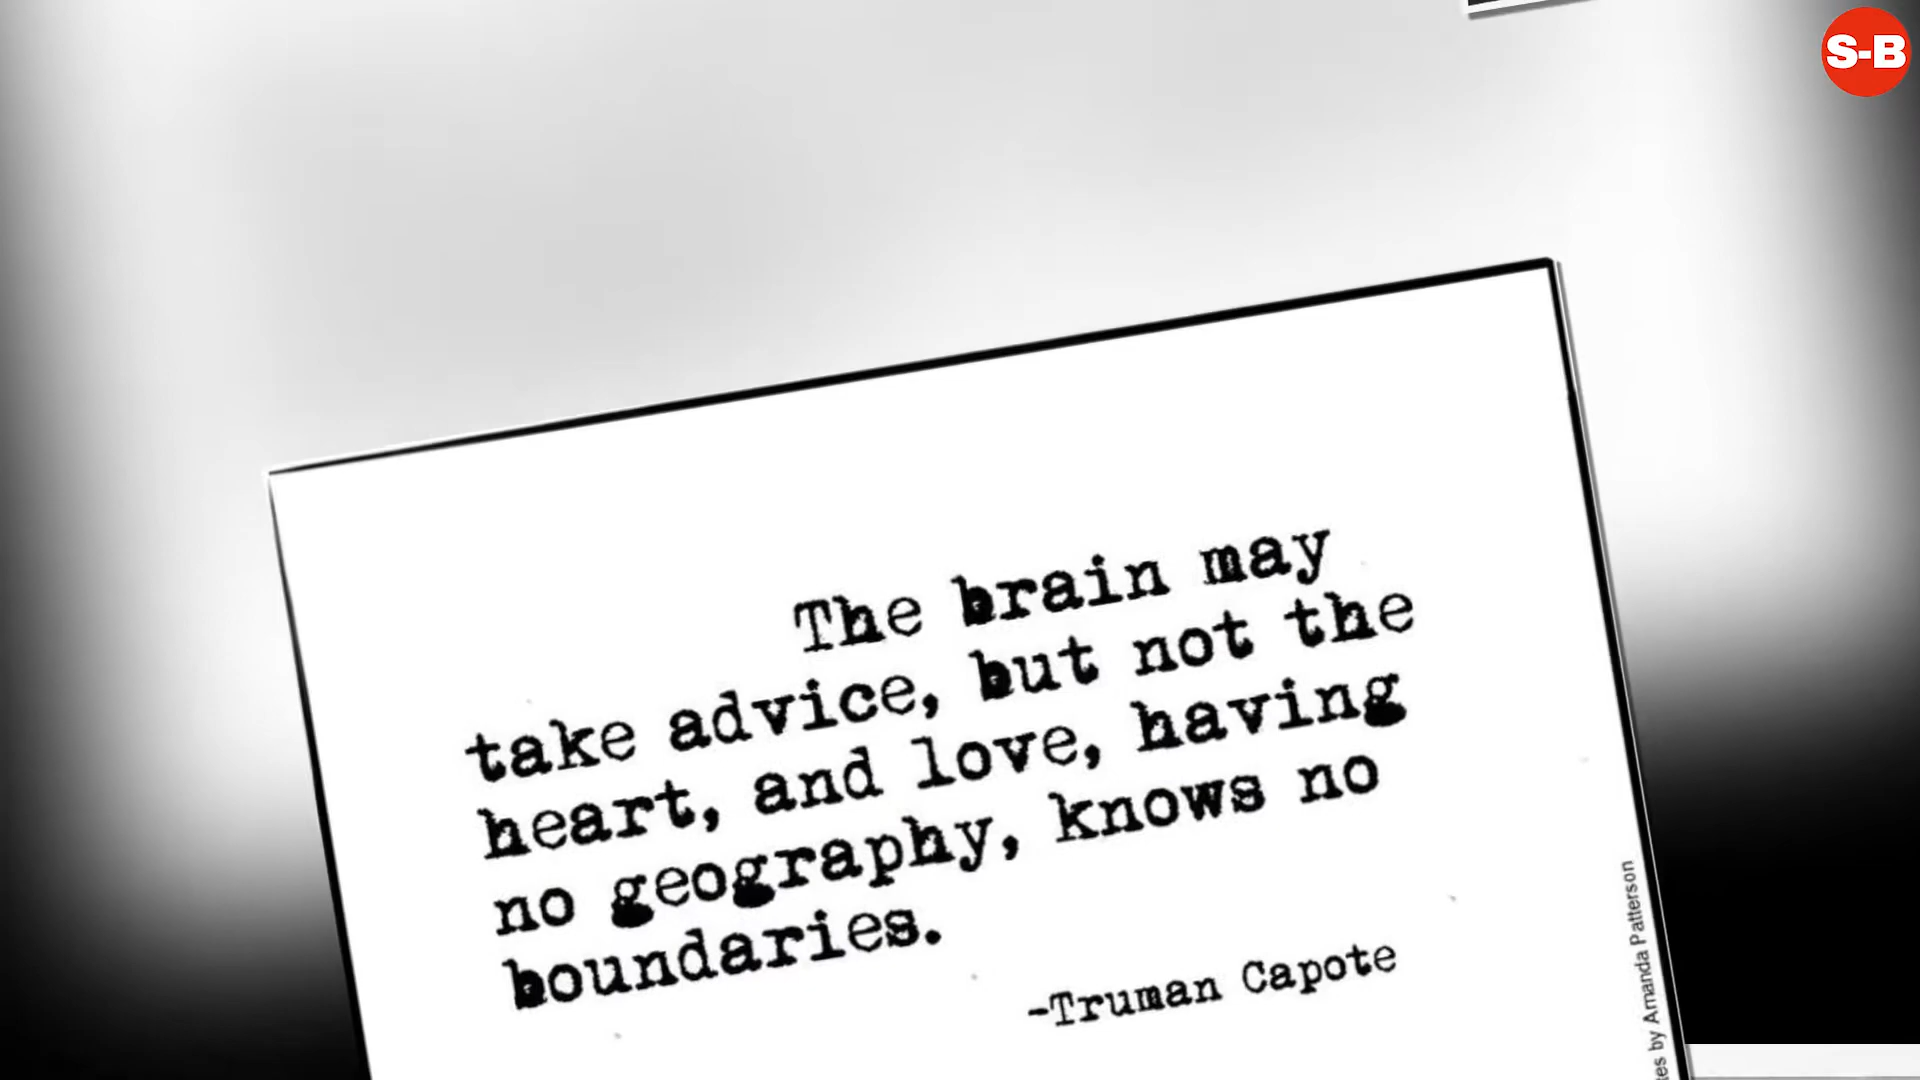 S-B
The brain may
take advice, but not the
heart, and love, having
no geography, knows no
boundaries.
-Truman Capote
by Amanda Patterson